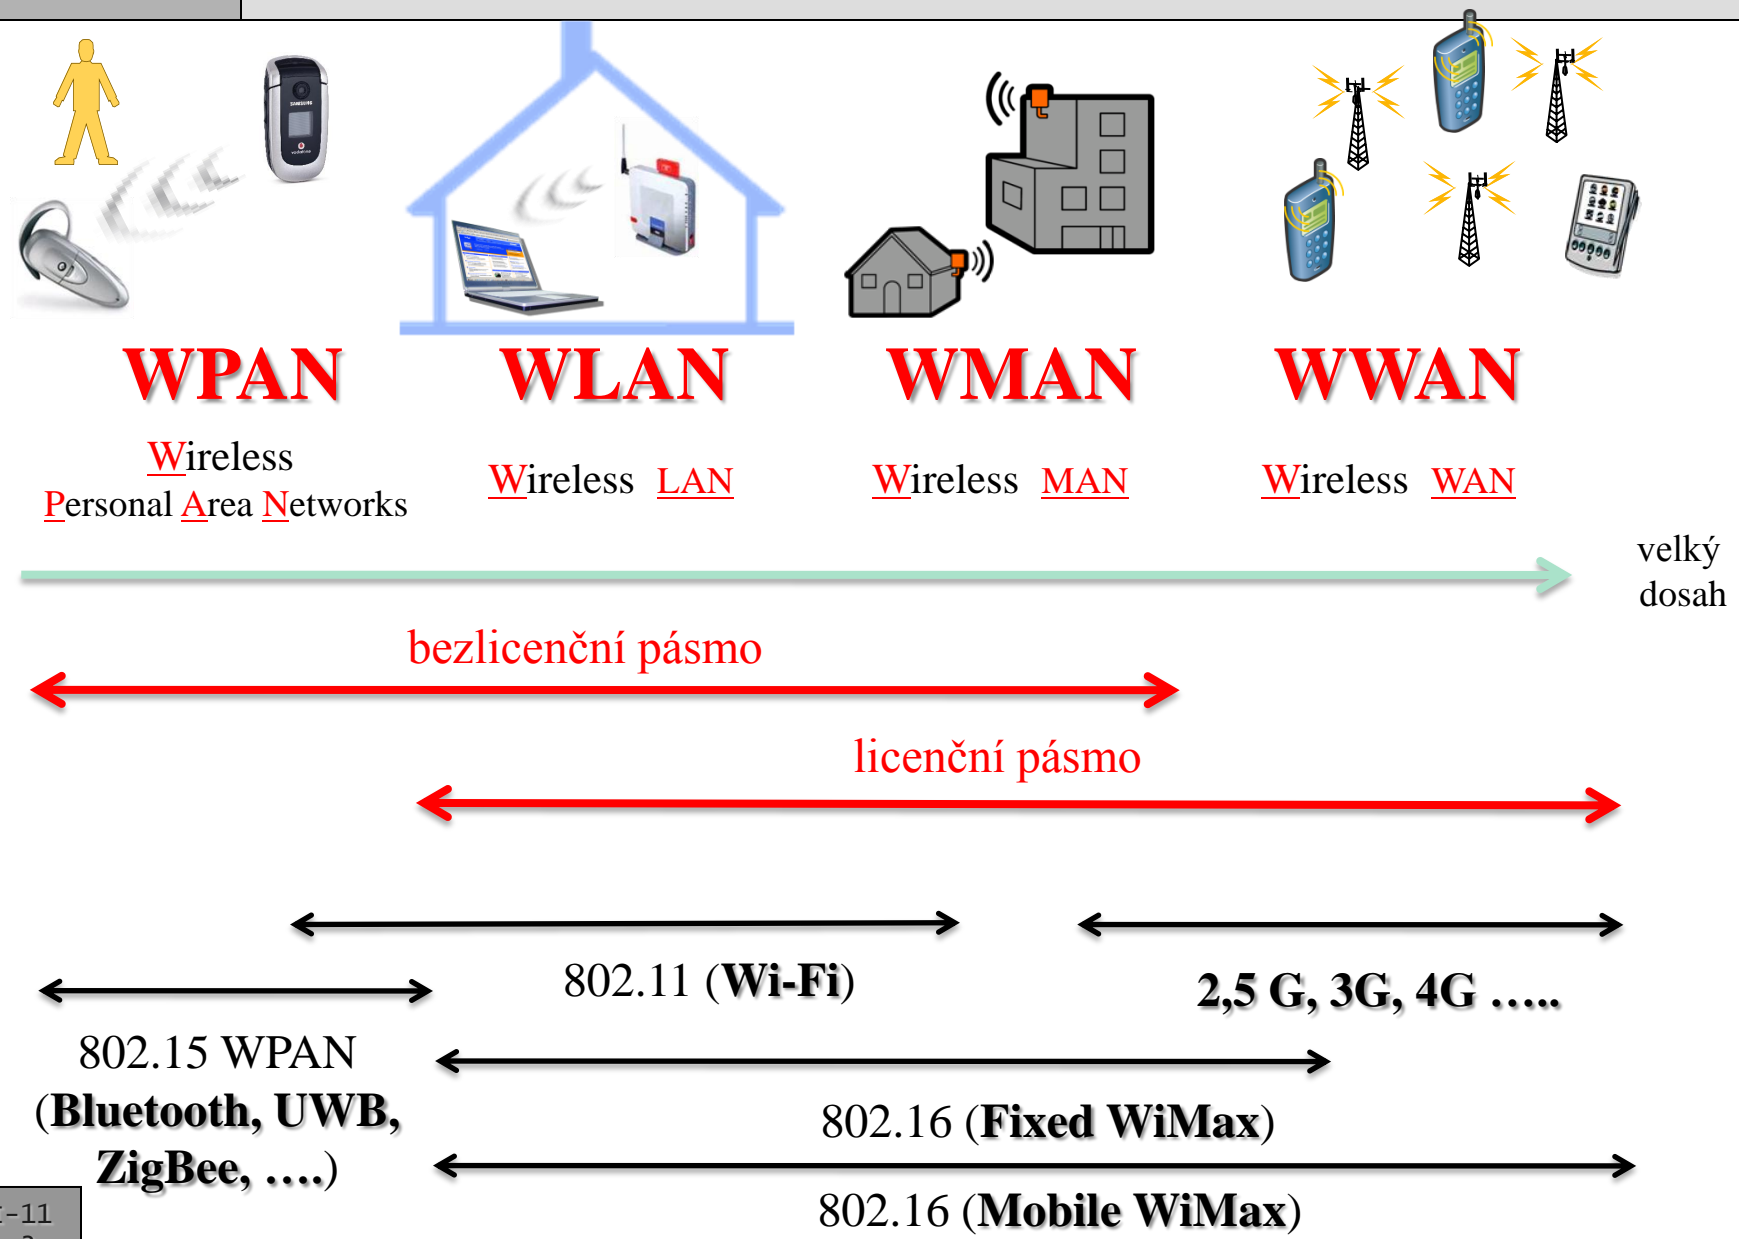 WPAN WLAN WMAN WWAN
Wireless
Personal Area Networks
Wireless LAN
Wireless MAN
Wireless WAN
velký
dosah
bezlicenční pásmo
licenční pásmo
802.11 (Wi-Fi)
2,5 G, 3G, 4G …..
802.15 WPAN
(Bluetooth, UWB,
ZigBee, ….)
802.16 (Fixed WiMax)
802.16 (Mobile WiMax)
-11